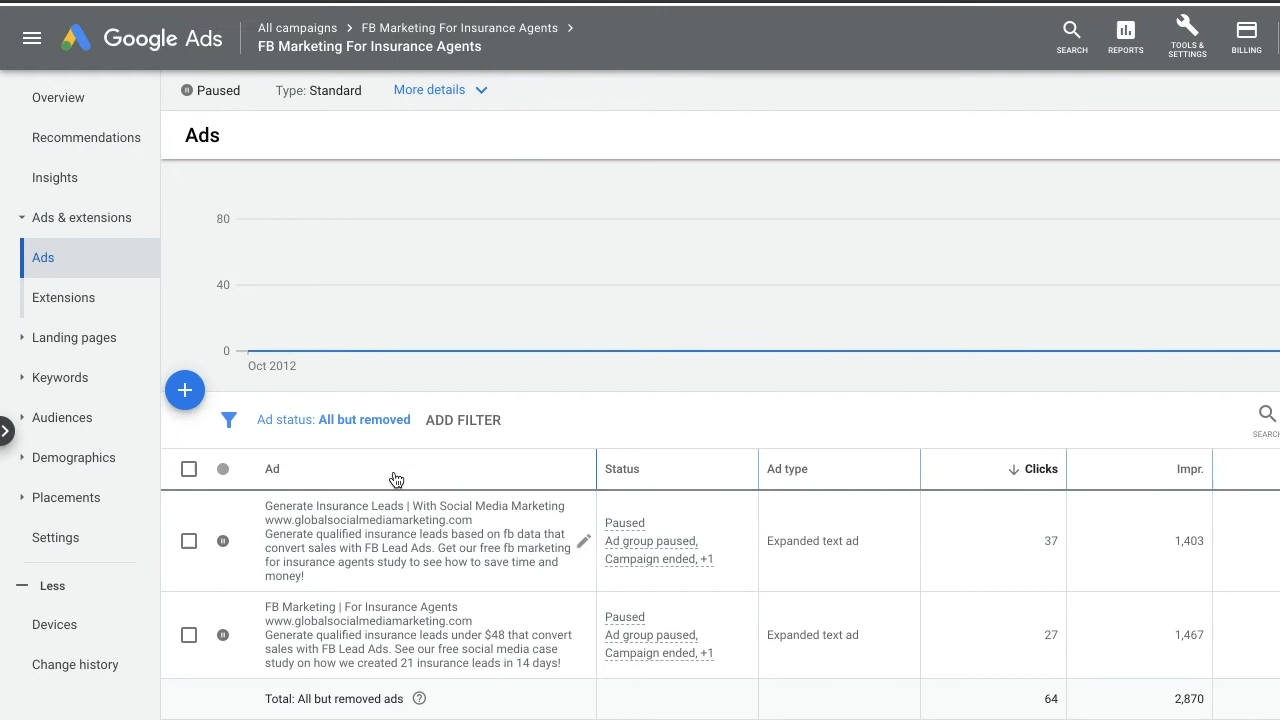 Google Ads
All campaigns > FB Marketing For Insurance Agents >
FB Marketing For Insurance Agents
SEARCH
REPORTS
TOOLS &
SETTINGS
BILLING
Overview
Recommendations
Insights
Ads & extensions
Ads
Extensions
Landing pages
Keywords
Audiences
Demographics
Placements
Settings
Less
Devices
Change history
Paused
Type: Standard
More details
Ads
80
40
0
Oct 2012
Ad status: All but removed
ADD FILTER
SEARCH
Ad
Status
Ad type
Clicks
Impr.
Generate Insurance Leads | With Social Media Marketing
www.globalsocialmediamarketing.com
Generate qualified insurance leads based on fb data that
convert sales with FB Lead Ads. Get our free fb marketing
for insurance agents study to see how to save time and
money!
Paused
Ad group paused,
Campaign ended, +1
Expanded text ad
37
1,403
FB Marketing | For Insurance Agents
www.globalsocialmediamarketing.com
Generate qualified insurance leads under $48 that convert
sales with FB Lead Ads. See our free social media case
study on how we created 21 insurance leads in 14 days!
Paused
Ad group paused,
Campaign ended, +1
Expanded text ad
27
1,467
Total: All but removed ads
64
2,870